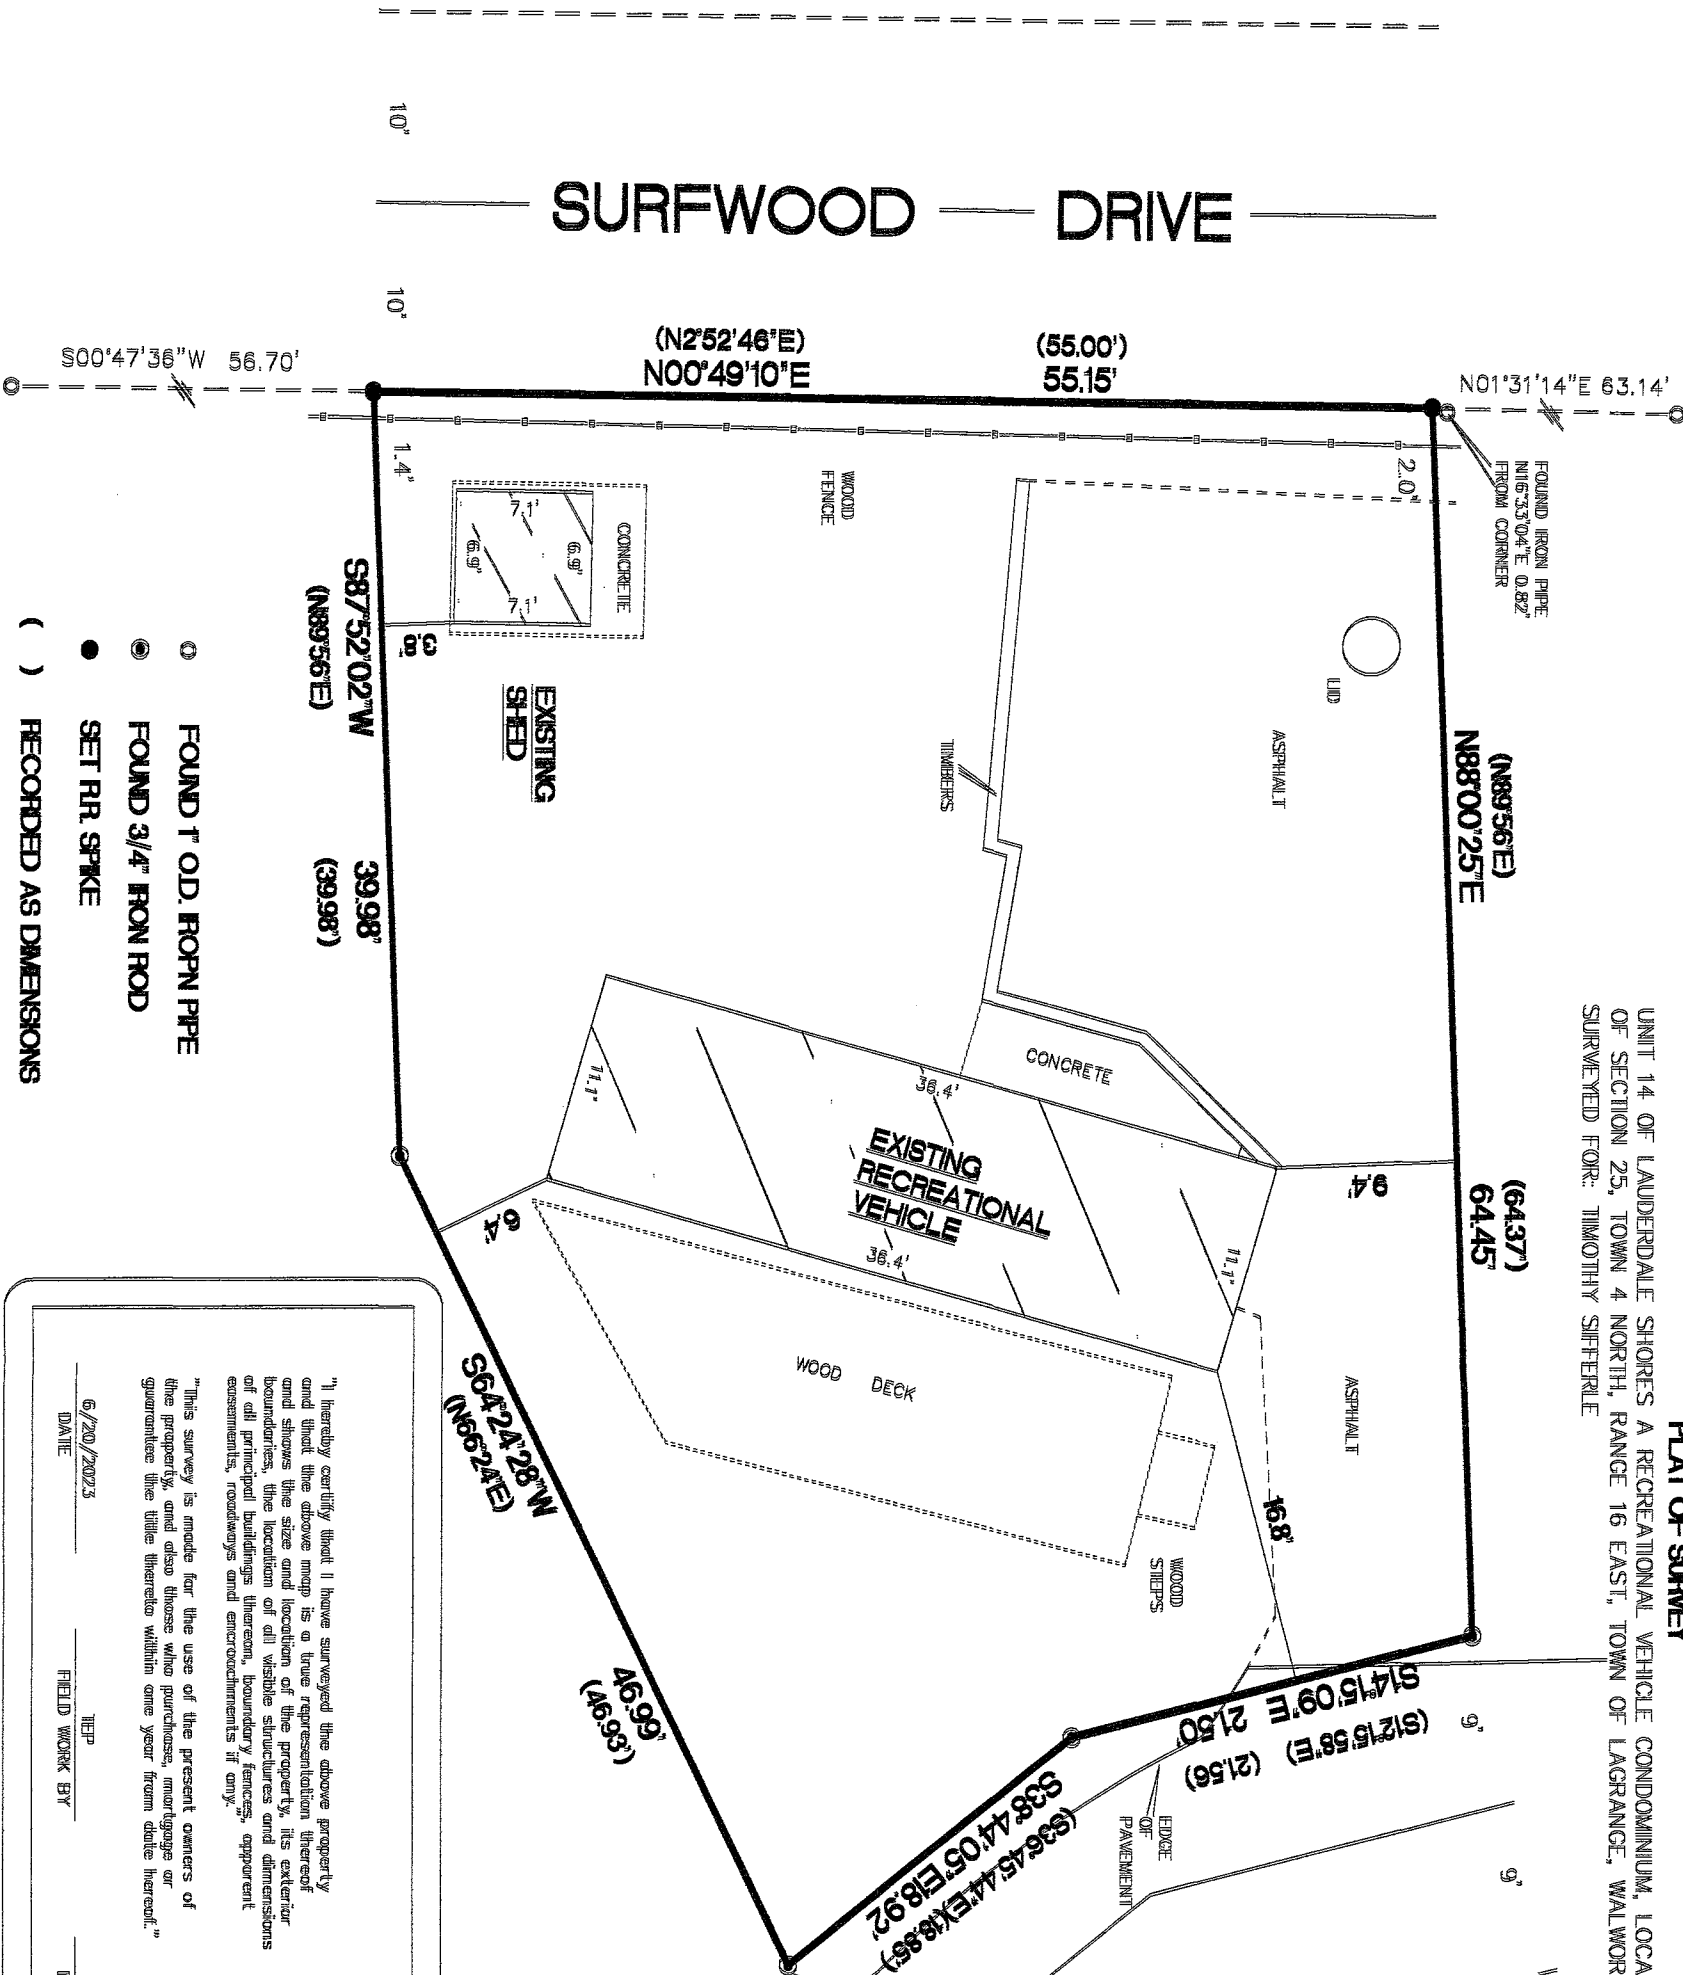 10'
SURFWOOD DRIVE
10'
S00°47'36"W 56.70'
(N2°52'46"E)
N00°49'10"E
(55.00')
55.15'
N01°31'14"E 63.14'
FOUND IRON PIPE
N16°33'04"E 0.82'
FROM CORNER
1.4'
2.0'
WOOD
FENCE
CONCRETE
7.1'
6.9'
6.9'
7.1'
3.8'
EXISTING
SHED
S87°52'02"W
(N89°56'E)
39.98'
(39.98')
TIMBERS
LID
ASPHALT
(N89°56'E)
N88°00'25"E
(64.37')
64.45'
CONCRETE
11.1'
36.4'
EXISTING
RECREATIONAL
VEHICLE
36.4'
11.1'
9.4'
6.4'
WOOD DECK
ASPHALT
16.8'
WOOD
STEPS
S64°24'28"W
(N66°24'E)
46.99'
(46.93')
S14°15'09"E 21.50'
(S12°15'58"E) (21.56)
S38°44'05"E 18.92'
(S36°45'44"E)(18.85')
EDGE
OF
PAVEMENT
9'
9'
PLAT OF SURVEY
UNIT 14 OF LAUDERDALE SHORES A RECREATIONAL VEHICLE CONDOMINIUM, LOCA
OF SECTION 25, TOWN 4 NORTH, RANGE 16 EAST, TOWN OF LAGRANGE, WALWOR
SURVEYED FOR: TIMOTHY SIFFERLE
FOUND 1" O.D. IROPN PIPE
FOUND 3/4" IRON ROD
SET R.R. SPIKE
( ) RECORDED AS DIMENSIONS
"I hereby certify that I have surveyed the above property
and that the above map is a true representation thereof
and shows the size and location of the property, its exterior
boundaries, the location of all visible structures and dimensions
of all principal buildings thereon, boundary fences, apparent
easements, roadways and encroachments if any."
"This survey is made for the use of the present owners of
the property, and also those who purchase, mortgage or
guarantee the title thereto within one year from date hereof."
6/20/2023
DATE
TEP
FIELD WORK BY